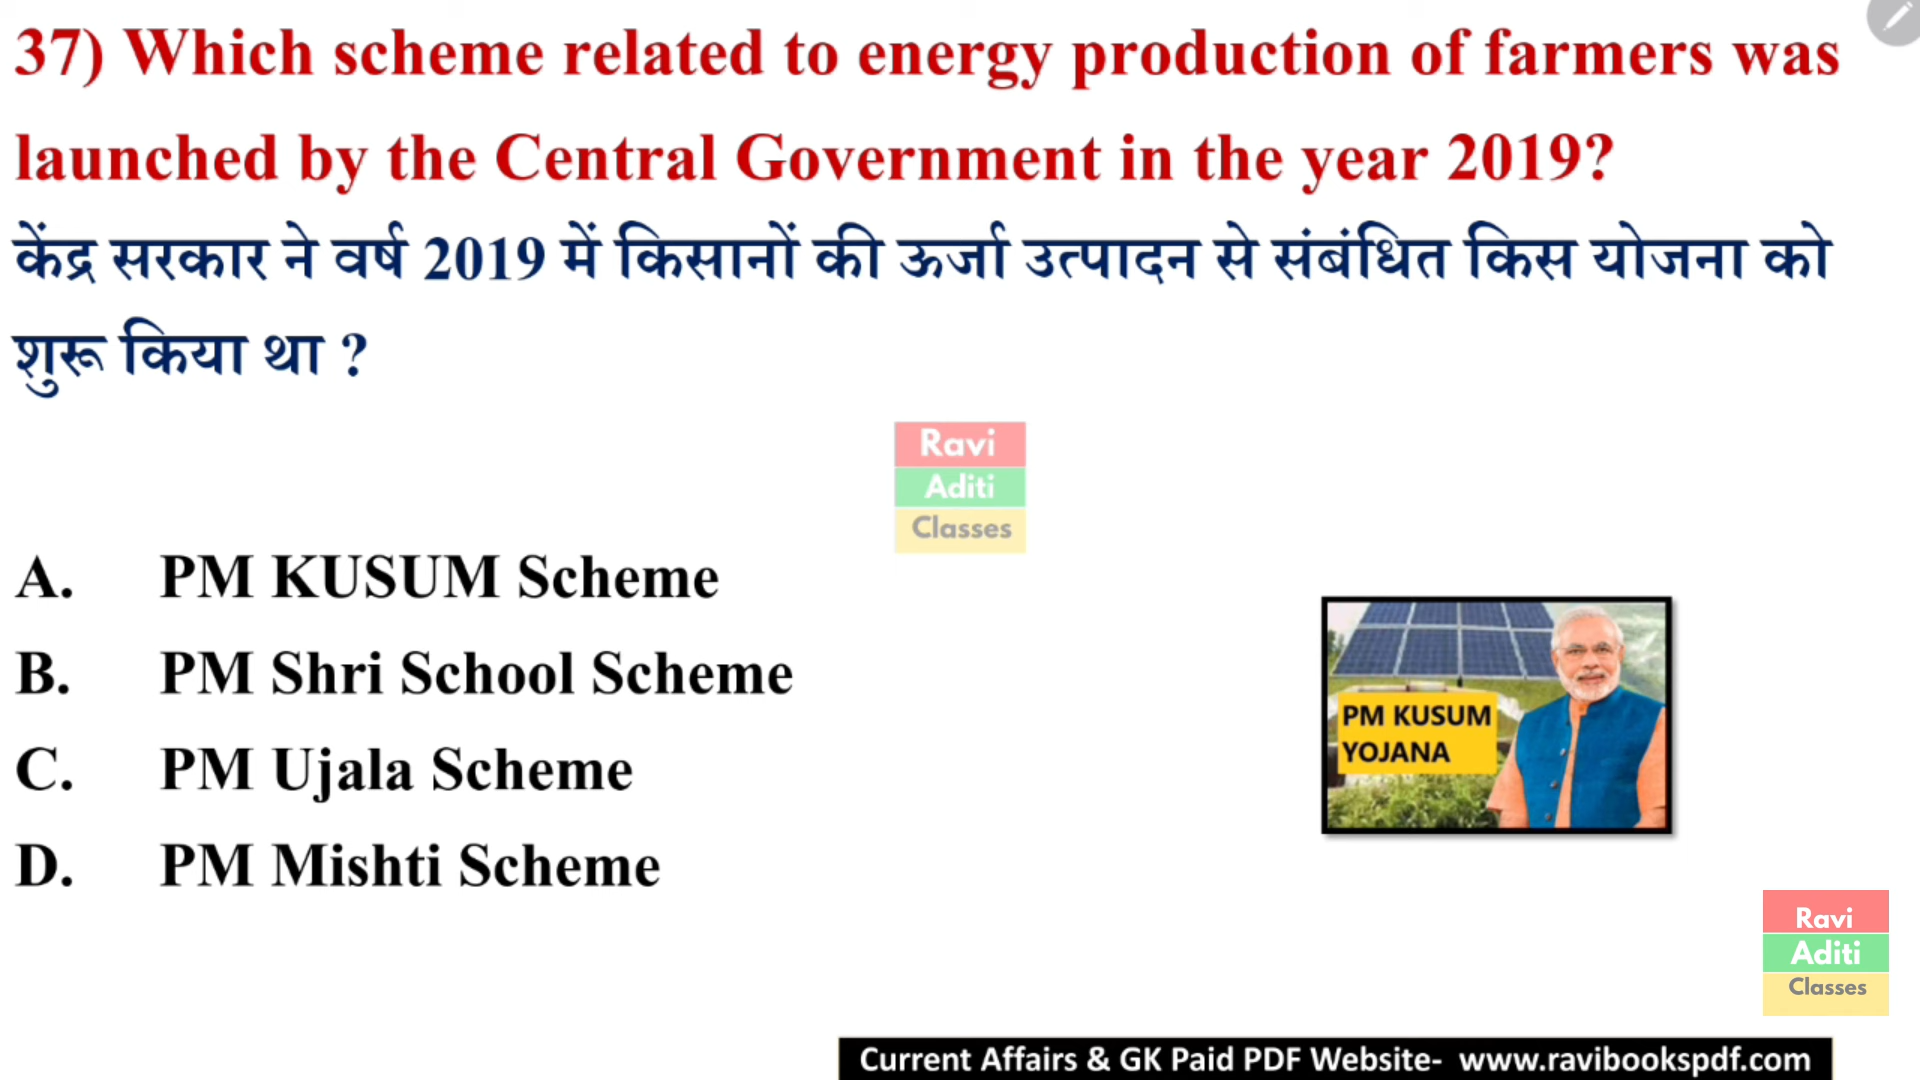 37) Which scheme related to energy production of farmers was
launched by the Central Government in the year 2019?
केंद्र सरकार ने वर्ष 2019 में किसानों की ऊर्जा उत्पादन से संबंधित किस योजना को
शुरू किया था ?
Ravi
Aditi
Classes
A. PM KUSUM Scheme
B. PM Shri School Scheme
C. PM Ujala Scheme
D. PM Mishti Scheme
PM KUSUM
YOJANA
Ravi
Aditi
Classes
Current Affairs & GK Paid PDF Website- www.ravibookspdf.com